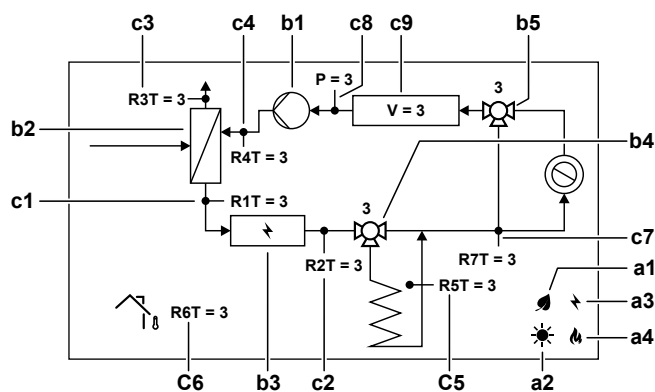 c3 c4 b1 c8 c9 b5
P = 3
R3T = 3
3
V = 3
b2
R4T = 3
b4
c1
R1T = 3
3
R2T = 3
R7T = 3
c7
R5T = 3
a1
a3
R6T = 3
a4
C6 b3 c2 C5 a2